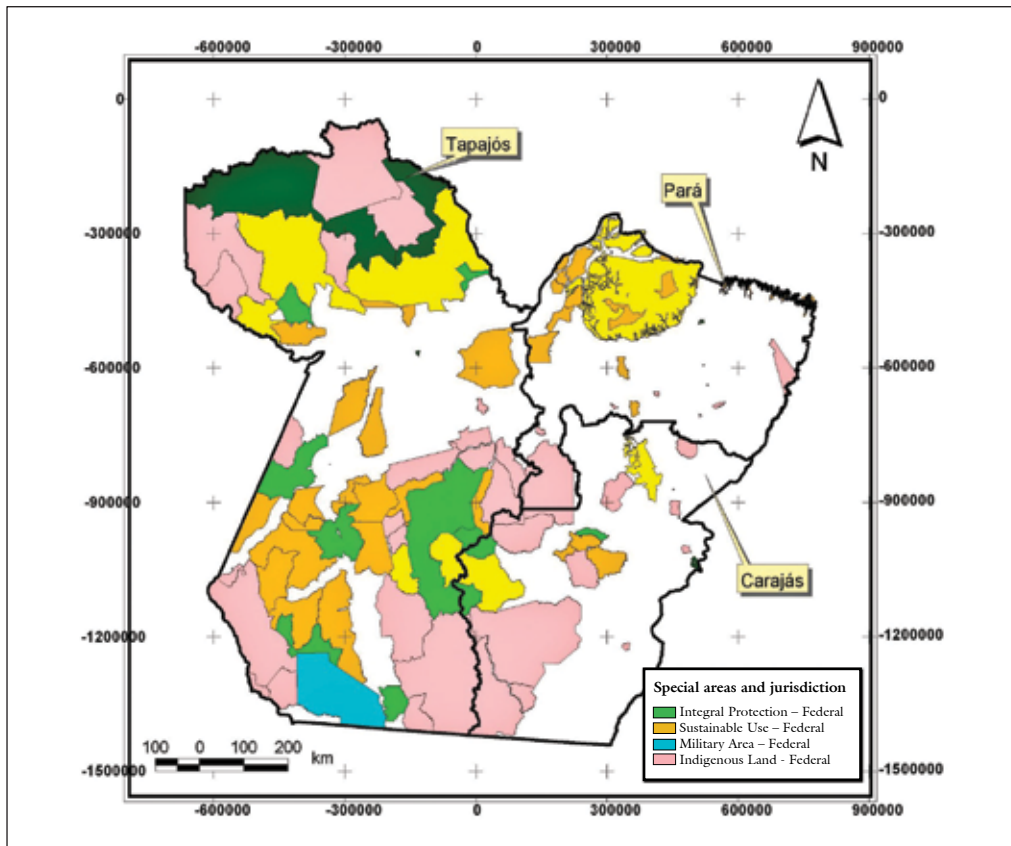 -600000 -300000 0 300000 600000 900000
0 0
N
Tapajós
Pará
-300000 -300000
-600000 -600000
-900000 -900000
Carajás
-1200000 -1200000
Special areas and jurisdiction
Integral Protection – Federal
Sustainable Use – Federal
Military Area – Federal
Indigenous Land - Federal
100 0 100 200
km
-1500000 -1500000
-600000 -300000 0 300000 600000 900000